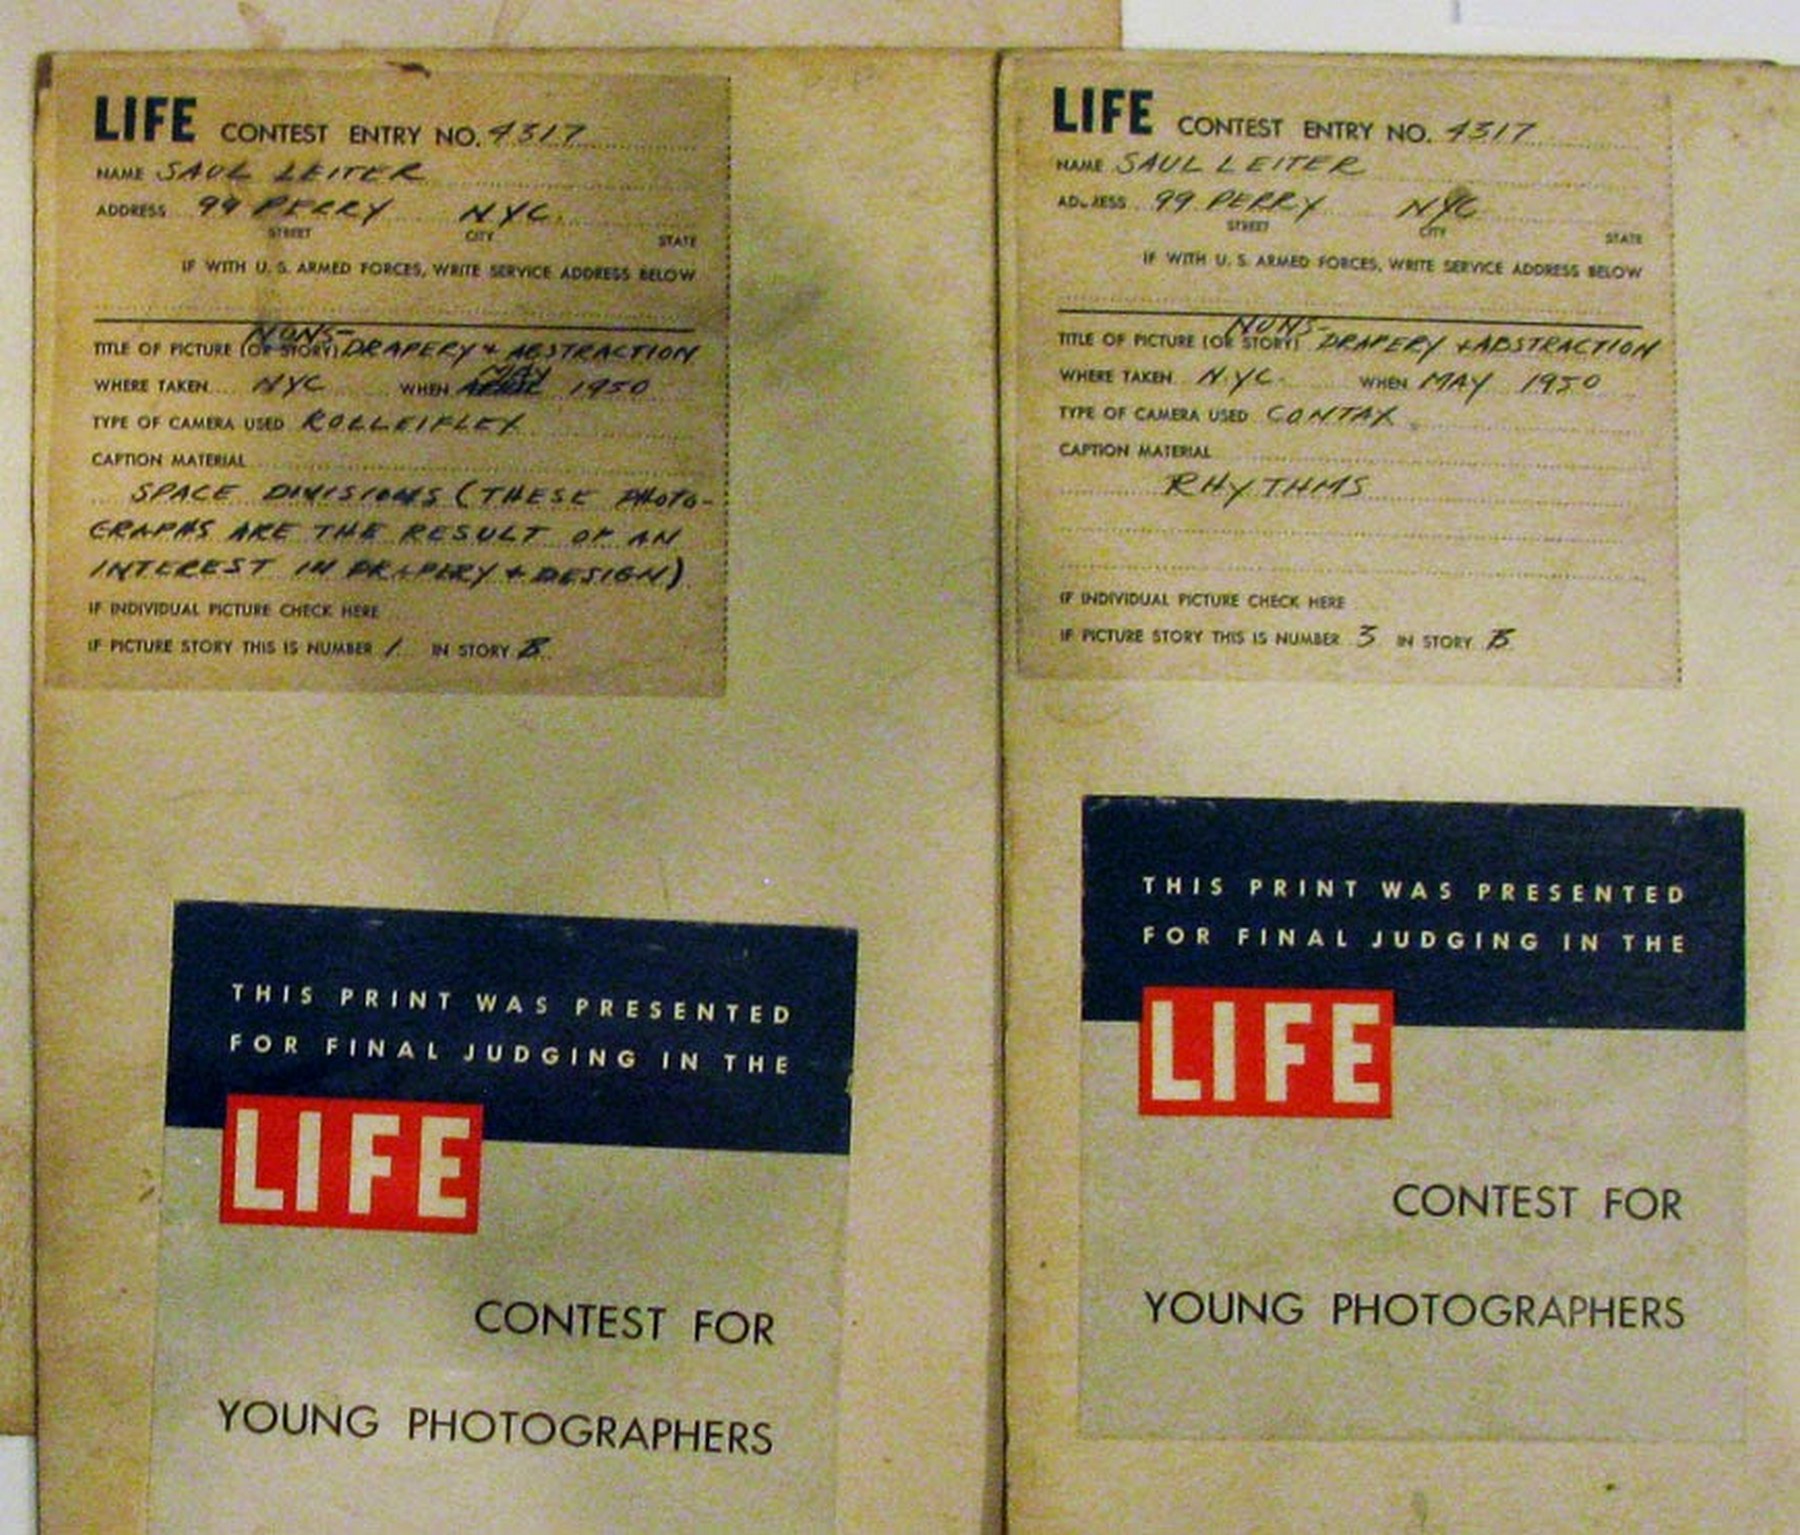 LIFE CONTEST ENTRY NO. 4317
NAME SAUL LEITER
ADDRESS 99 PERRY NYC
STREET CITY STATE
IF WITH U. S. ARMED FORCES, WRITE SERVICE ADDRESS BELOW
NUNS-
TITLE OF PICTURE (OR STORY) DRAPERY + ABSTRACTION
MAY
WHERE TAKEN NYC WHEN APRIL 1950
TYPE OF CAMERA USED ROLLEIFLEX
CAPTION MATERIAL
SPACE DIVISIONS (THESE PHOTO-
GRAPHS ARE THE RESULT OF AN
INTEREST IN DRAPERY + DESIGN)
IF INDIVIDUAL PICTURE CHECK HERE
IF PICTURE STORY THIS IS NUMBER 1 IN STORY B
THIS PRINT WAS PRESENTED
FOR FINAL JUDGING IN THE
LIFE
CONTEST FOR
YOUNG PHOTOGRAPHERS
LIFE CONTEST ENTRY NO. 4317
NAME SAUL LEITER
ADDRESS 99 PERRY NYC
STREET CITY STATE
IF WITH U. S. ARMED FORCES, WRITE SERVICE ADDRESS BELOW
NUNS-
TITLE OF PICTURE (OR STORY) DRAPERY + ABSTRACTION
WHERE TAKEN N.YC. WHEN MAY 1950
TYPE OF CAMERA USED CONTAX
CAPTION MATERIAL
RHYTHMS
IF INDIVIDUAL PICTURE CHECK HERE
IF PICTURE STORY THIS IS NUMBER 3 IN STORY B
THIS PRINT WAS PRESENTED
FOR FINAL JUDGING IN THE
LIFE
CONTEST FOR
YOUNG PHOTOGRAPHERS